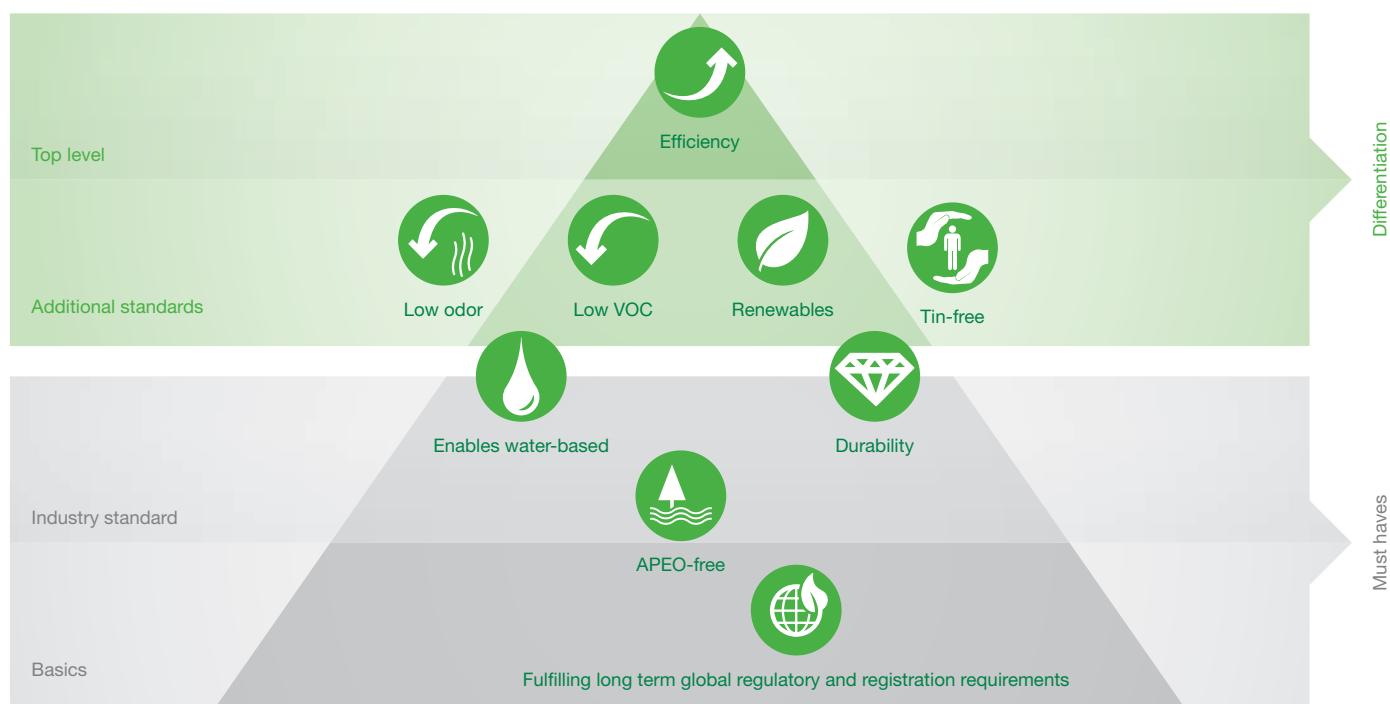 Efficiency
Top level
Differentiation
Low odor
Low VOC
Renewables
Tin-free
Additional standards
Enables water-based
Durability
Industry standard
APEO-free
Must haves
Basics
Fulfilling long term global regulatory and registration requirements